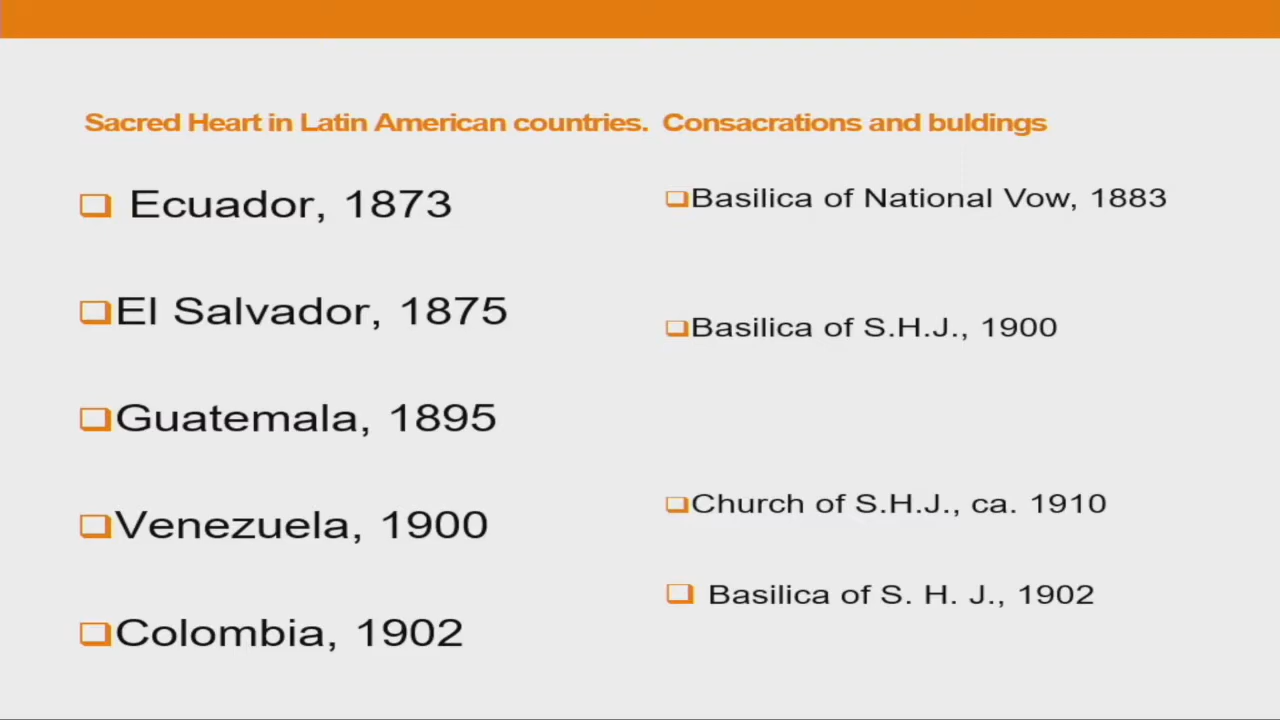 Sacred Heart in Latin American countries. Consacrations and buldings
Ecuador, 1873
El Salvador, 1875
Guatemala, 1895
Venezuela, 1900
Colombia, 1902
Basilica of National Vow, 1883
Basilica of S.H.J., 1900
Church of S.H.J., ca. 1910
Basilica of S. H. J., 1902